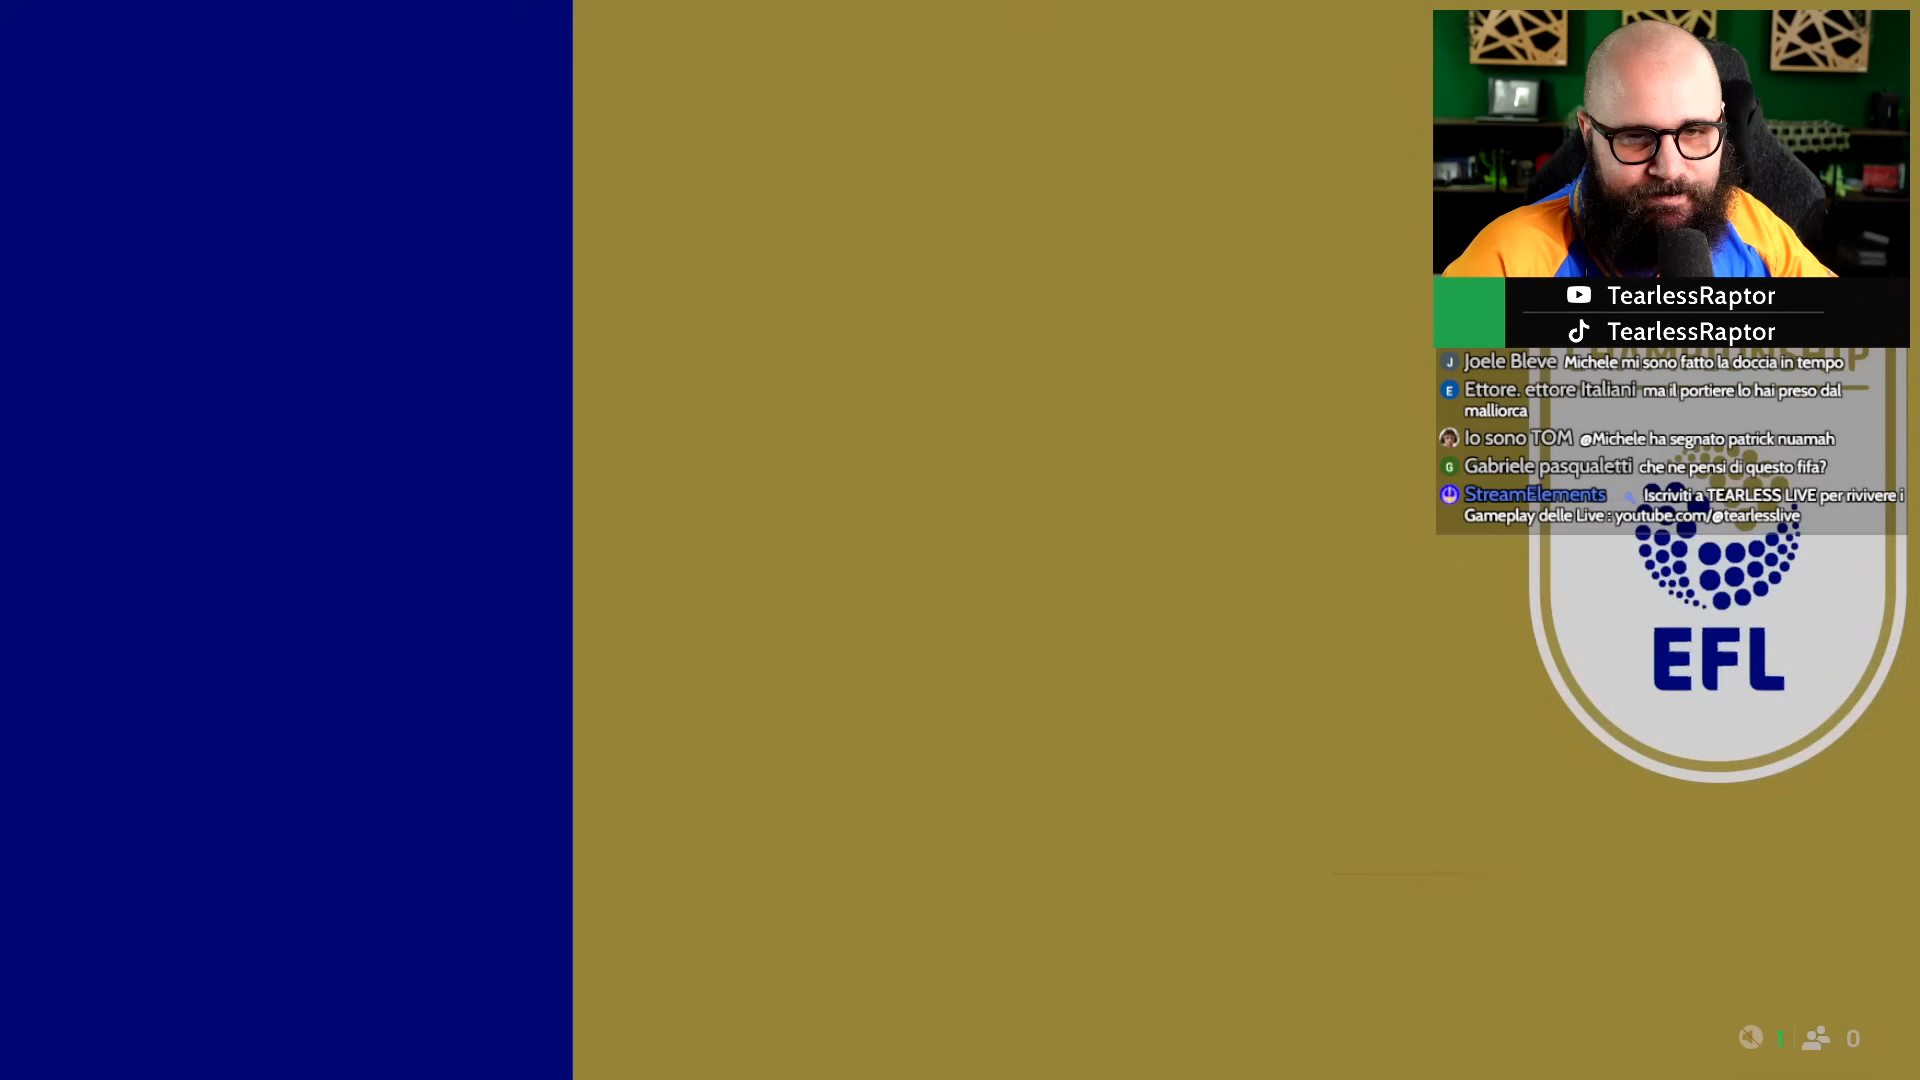 TearlessRaptor
TearlessRaptor
CHAMPIONSHIP
J Joele Bleve Michele mi sono fatto la doccia in tempo
E Ettore. ettore Italiani ma il portiere lo hai preso dal
malliorca
Io sono TOM @Michele ha segnato patrick nuamah
G Gabriele pasqualetti che ne pensi di questo fifa?
StreamElements Iscriviti a TEARLESS LIVE per rivivere i
Gameplay delle Live : youtube.com/@tearlesslive
EFL
1 0